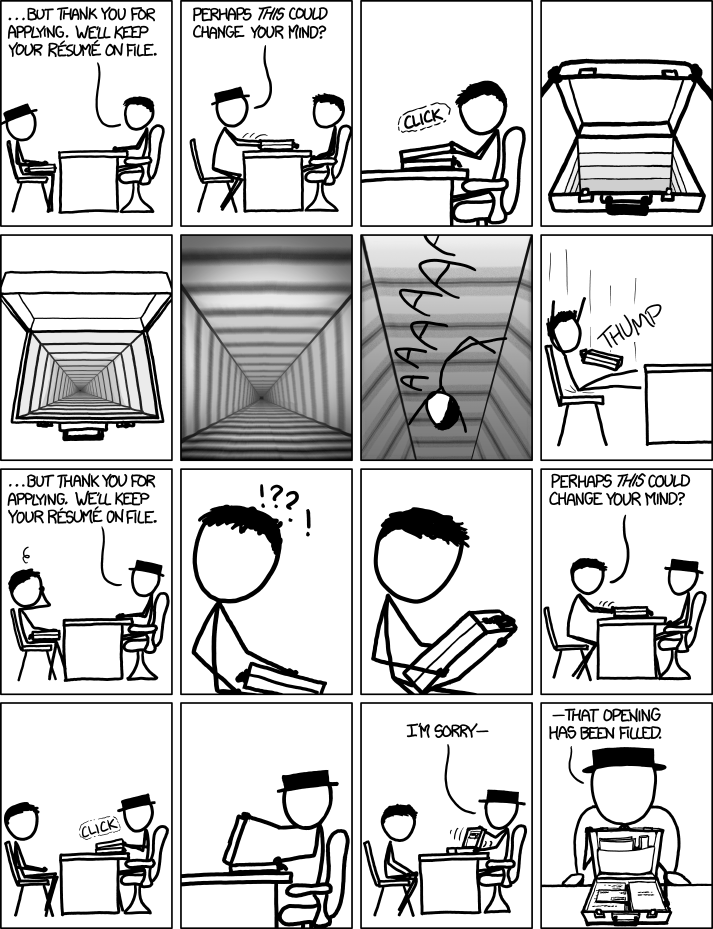 ...BUT THANK YOU FOR
APPLYING. WE'LL KEEP
YOUR RÉSUMÉ ON FILE.
PERHAPS THIS COULD
CHANGE YOUR MIND?
CLICK
AAAAAAA
THUMP
...BUT THANK YOU FOR
APPLYING. WE'LL KEEP
YOUR RÉSUMÉ ON FILE.
!???!
PERHAPS THIS COULD
CHANGE YOUR MIND?
CLICK
I'M SORRY—
—THAT OPENING
HAS BEEN FILLED.